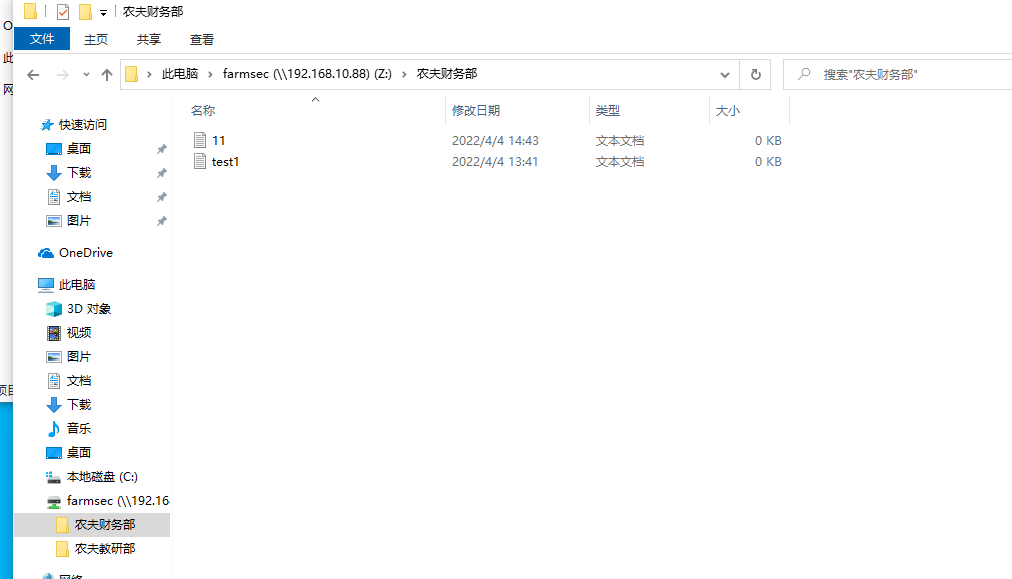 农夫财务部
文件 主页 共享 查看
此电脑 farmsec (\\192.168.10.88) (Z:) 农夫财务部 搜索"农夫财务部"
名称 修改日期 类型 大小
11 2022/4/4 14:43 文本文档 0 KB
test1 2022/4/4 13:41 文本文档 0 KB
快速访问
桌面
下载
文档
图片
OneDrive
此电脑
3D 对象
视频
图片
文档
下载
音乐
桌面
本地磁盘 (C:)
farmsec (\\192.16
农夫财务部
农夫教研部
网络